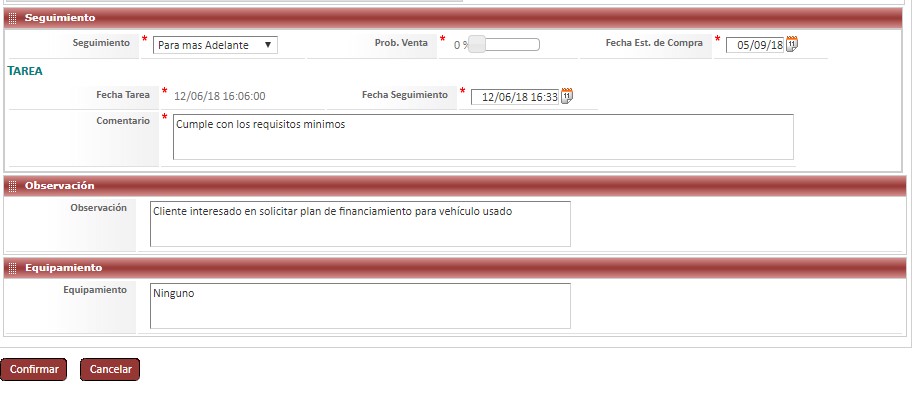 Seguimiento
Seguimiento * Para mas Adelante Prob. Venta * 0 % Fecha Est. de Compra * 05/09/18
TAREA
Fecha Tarea * 12/06/18 16:06:00 Fecha Seguimiento * 12/06/18 16:33
Comentario * Cumple con los requisitos minimos
Observación
Observación Cliente interesado en solicitar plan de financiamiento para vehículo usado
Equipamiento
Equipamiento Ninguno
Confirmar Cancelar